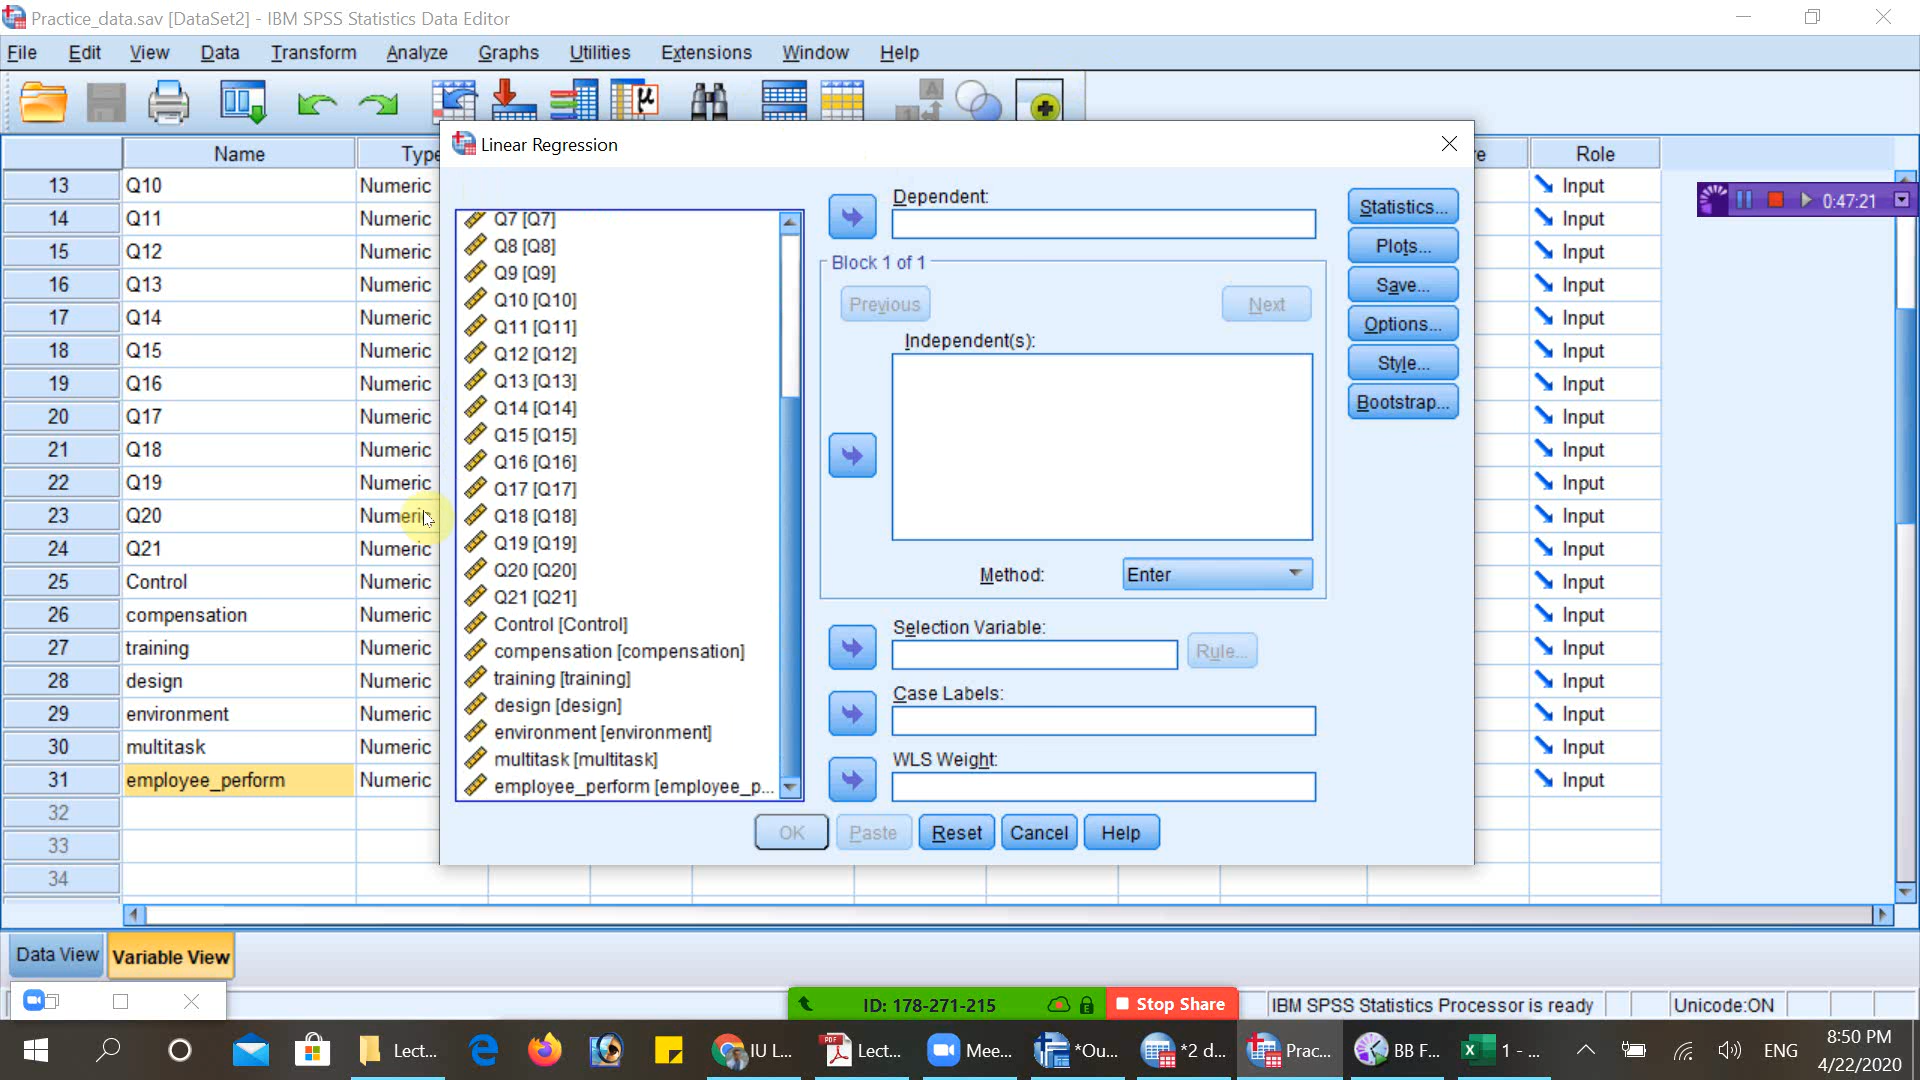 Practice_data.sav [DataSet2] - IBM SPSS Statistics Data Editor
File Edit View Data Transform Analyze Graphs Utilities Extensions Window Help
Name Type Role
13 Q10 Numeric Input
14 Q11 Numeric Input
15 Q12 Numeric Input
16 Q13 Numeric Input
17 Q14 Numeric Input
18 Q15 Numeric Input
19 Q16 Numeric Input
20 Q17 Numeric Input
21 Q18 Numeric Input
22 Q19 Numeric Input
23 Q20 Numeric Input
24 Q21 Numeric Input
25 Control Numeric Input
26 compensation Numeric Input
27 training Numeric Input
28 design Numeric Input
29 environment Numeric Input
30 multitask Numeric Input
31 employee_perform Numeric Input
32
33
34
0:47:21
Linear Regression
Q7 [Q7]
Q8 [Q8]
Q9 [Q9]
Q10 [Q10]
Q11 [Q11]
Q12 [Q12]
Q13 [Q13]
Q14 [Q14]
Q15 [Q15]
Q16 [Q16]
Q17 [Q17]
Q18 [Q18]
Q19 [Q19]
Q20 [Q20]
Q21 [Q21]
Control [Control]
compensation [compensation]
training [training]
design [design]
environment [environment]
multitask [multitask]
employee_perform [employee_p...
Dependent:
Block 1 of 1
Previous Next
Independent(s):
Method: Enter
Selection Variable:
Rule...
Case Labels:
WLS Weight:
Statistics...
Plots...
Save...
Options...
Style...
Bootstrap...
OK Paste Reset Cancel Help
Data View Variable View
ID: 178-271-215 Stop Share
IBM SPSS Statistics Processor is ready Unicode:ON
Lect... IU L... Lect... Mee... *Ou... *2 d... Prac... BB F... 1 - ... ENG
8:50 PM
4/22/2020